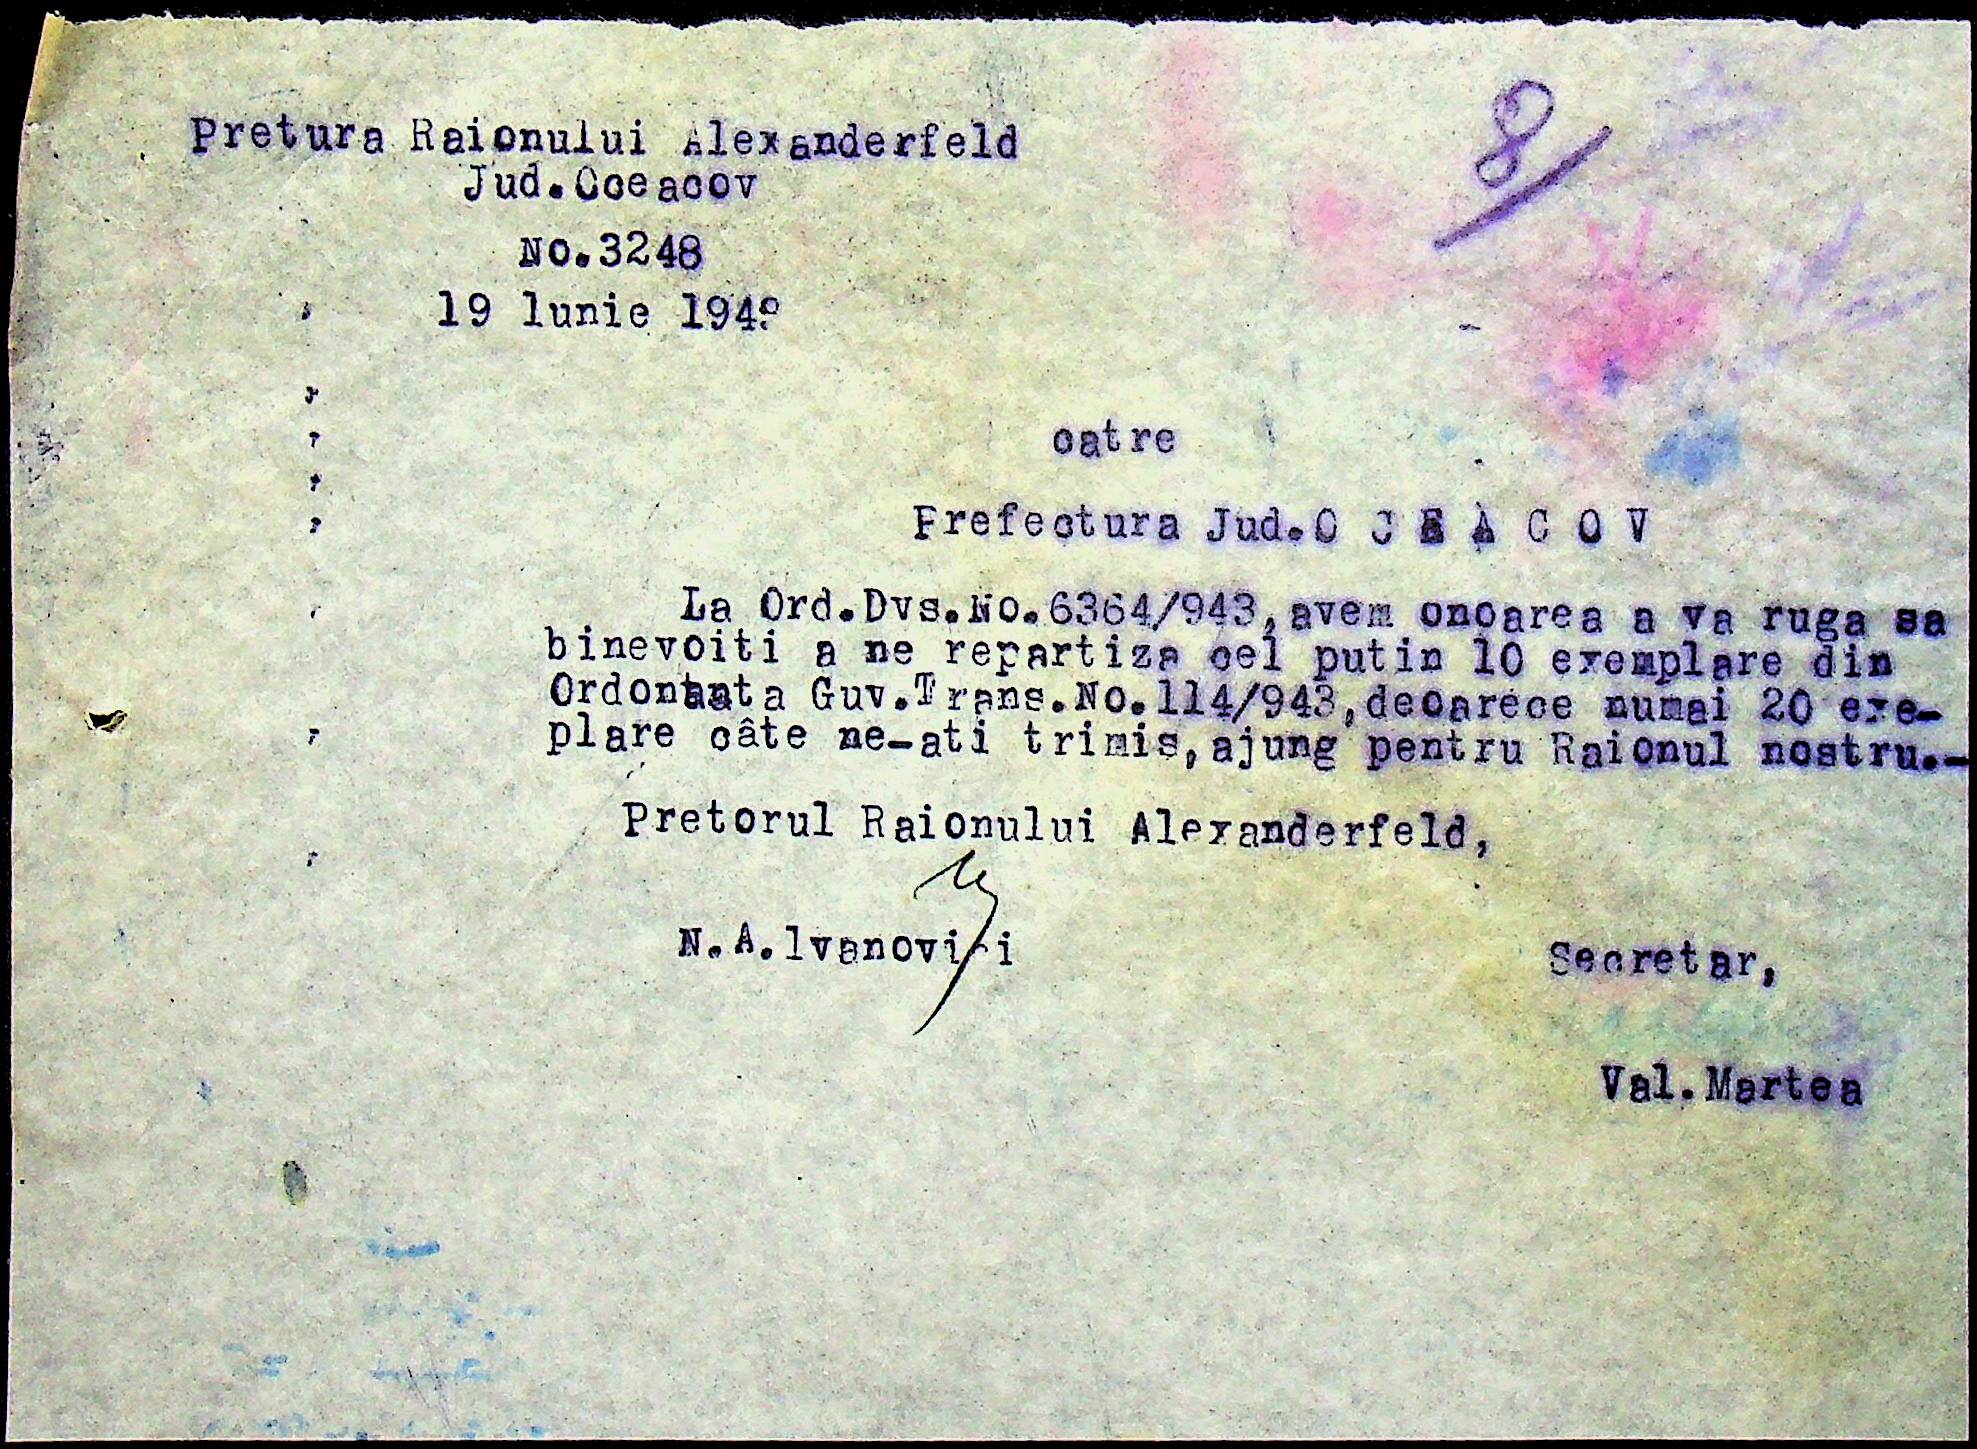 8
Pretura Raionului Alexanderfeld
Jud.Oceacov
No.3248
19 Iunie 1943
catre
Prefectura Jud.O C E A C O V
La Ord.Dvs.No.6364/943,avem onoarea a va ruga sa
binevoiti a ne repartiza cel putin 10 exemplare din
Ordonanta Guv.Trans.No.114/943,deoarece numai 20 exe-
plare câte ne-ati trimis,ajung pentru Raionul nostru.-
Pretorul Raionului Alexanderfeld,
N.A.Ivanovici
Secretar,
Val.Martea